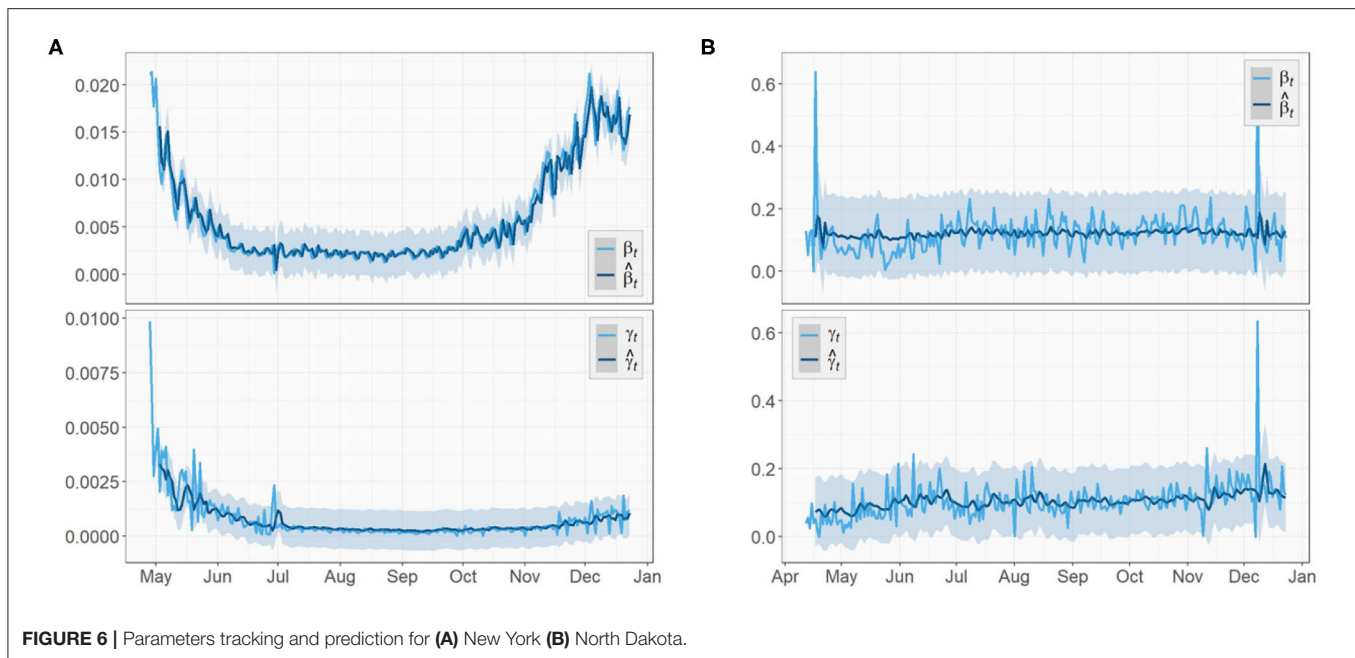 A
B
0.020
0.015
0.010
0.005
0.000
βt
β̂t
0.6
0.4
0.2
0.0
βt
β̂t
0.0100
0.0075
0.0050
0.0025
0.0000
γt
γ̂t
May Jun Jul Aug Sep Oct Nov Dec Jan
0.6
0.4
0.2
0.0
γt
γ̂t
Apr May Jun Jul Aug Sep Oct Nov Dec Jan
FIGURE 6 | Parameters tracking and prediction for (A) New York (B) North Dakota.